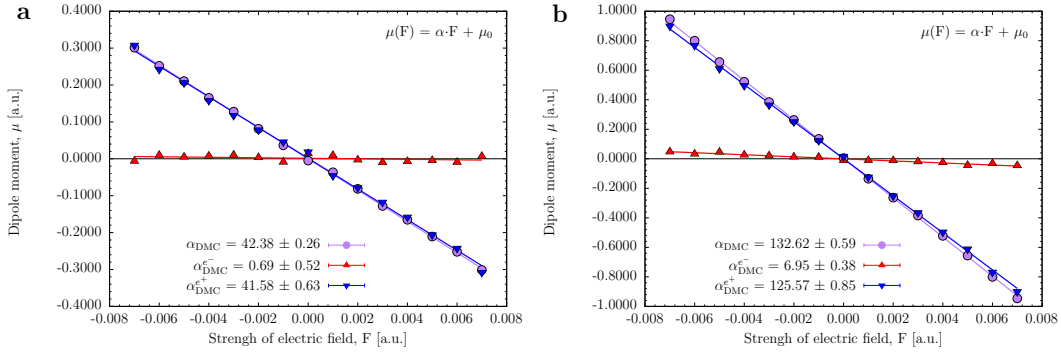 a
μ(F) = α·F + μ₀
0.4000
0.3000
0.2000
0.1000
0.0000
-0.1000
-0.2000
-0.3000
-0.4000
Dipole moment, μ [a.u.]
α_DMC = 42.38 ± 0.26
α^{e⁻}_DMC = 0.69 ± 0.52
α^{e⁺}_DMC = 41.58 ± 0.63
-0.008 -0.006 -0.004 -0.002 0.000 0.002 0.004 0.006 0.008
Strengh of electric field, F [a.u.]
b
μ(F) = α·F + μ₀
1.0000
0.8000
0.6000
0.4000
0.2000
0.0000
-0.2000
-0.4000
-0.6000
-0.8000
-1.0000
Dipole moment, μ [a.u.]
α_DMC = 132.62 ± 0.59
α^{e⁻}_DMC = 6.95 ± 0.38
α^{e⁺}_DMC = 125.57 ± 0.85
-0.008 -0.006 -0.004 -0.002 0.000 0.002 0.004 0.006 0.008
Strengh of electric field, F [a.u.]